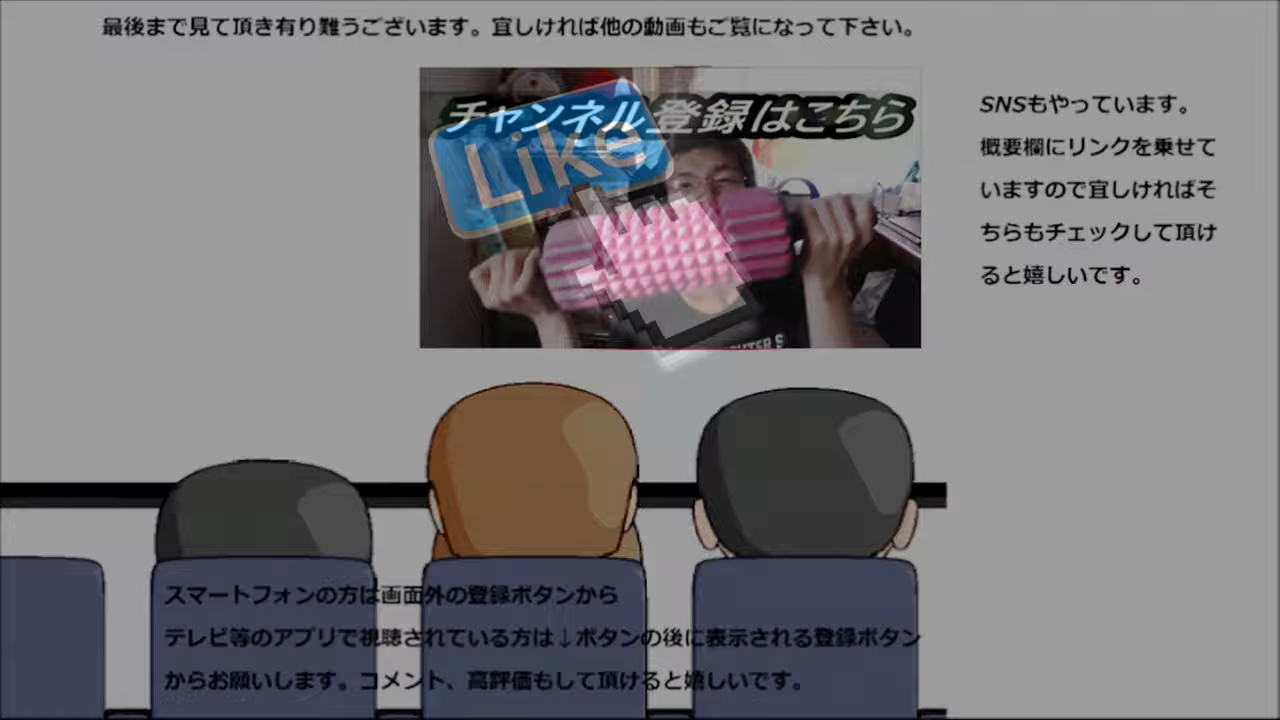 最後まで見て頂き有り難うございます。宜しければ他の動画もご覧になって下さい。
チャンネル登録はこちら
Like
SNSもやっています。
概要欄にリンクを乗せて
いますので宜しければそ
ちらもチェックして頂け
ると嬉しいです。
スマートフォンの方は画面外の登録ボタンから
テレビ等のアプリで視聴されている方は↓ボタンの後に表示される登録ボタン
からお願いします。コメント、高評価もして頂けると嬉しいです。